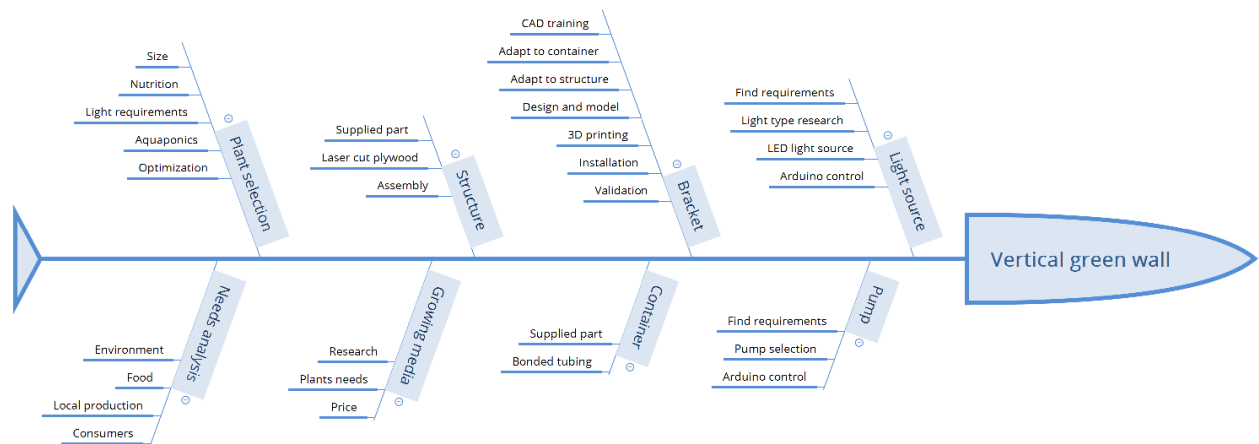 Size
Nutrition
Light requirements
Aquaponics
Optimization
Plant selection
Supplied part
Laser cut plywood
Assembly
Structure
CAD training
Adapt to container
Adapt to structure
Design and model
3D printing
Installation
Validation
Bracket
Find requirements
Light type research
LED light source
Arduino control
Light source
Vertical green wall
Needs analysis
Environment
Food
Local production
Consumers
Growing media
Research
Plants needs
Price
Container
Supplied part
Bonded tubing
Pump
Find requirements
Pump selection
Arduino control